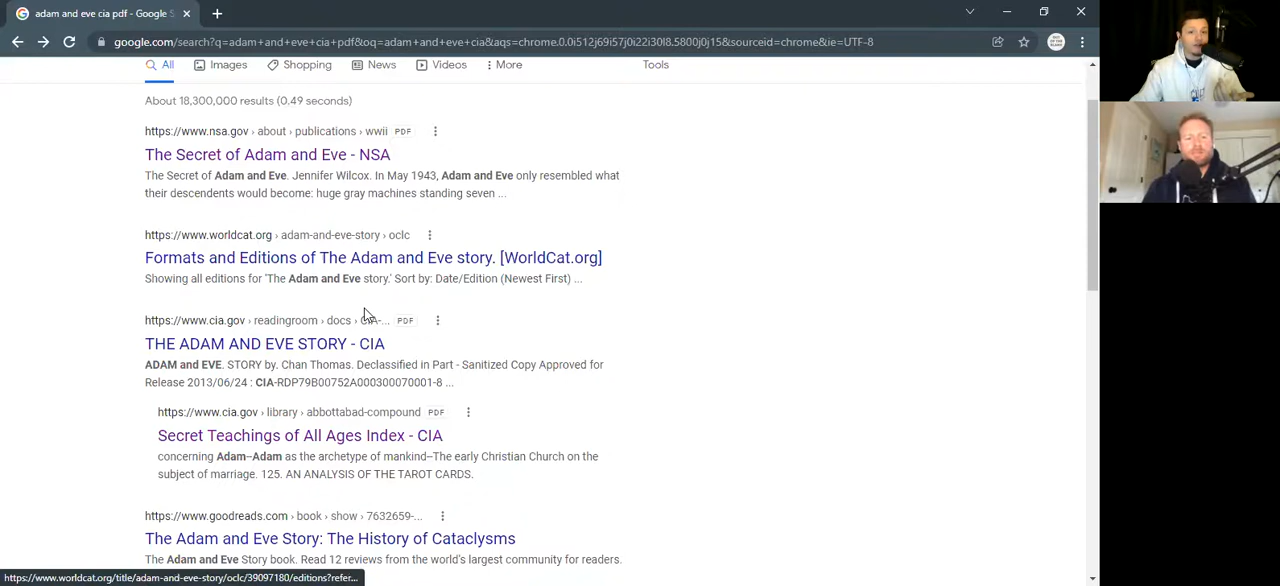 adam and eve cia pdf - Google S
google.com/search?q=adam+and+eve+cia+pdf&oq=adam+and+eve+cia&aqs=chrome.0.0i512j69i57j0i22i30l8.5800j0j15&sourceid=chrome&ie=UTF-8
All Images Shopping News Videos More Tools
About 18,300,000 results (0.49 seconds)
https://www.nsa.gov › about › publications › wwii PDF
The Secret of Adam and Eve - NSA
The Secret of Adam and Eve. Jennifer Wilcox. In May 1943, Adam and Eve only resembled what
their descendents would become: huge gray machines standing seven ...
https://www.worldcat.org › adam-and-eve-story › oclc
Formats and Editions of The Adam and Eve story. [WorldCat.org]
Showing all editions for 'The Adam and Eve story.' Sort by: Date/Edition (Newest First) ...
https://www.cia.gov › readingroom › docs › CIA-... PDF
THE ADAM AND EVE STORY - CIA
ADAM and EVE. STORY by. Chan Thomas. Declassified in Part - Sanitized Copy Approved for
Release 2013/06/24 : CIA-RDP79B00752A000300070001-8 ...
https://www.cia.gov › library › abbottabad-compound PDF
Secret Teachings of All Ages Index - CIA
concerning Adam--Adam as the archetype of mankind--The early Christian Church on the
subject of marriage. 125. AN ANALYSIS OF THE TAROT CARDS.
https://www.goodreads.com › book › show › 7632659-...
The Adam and Eve Story: The History of Cataclysms
The Adam and Eve Story book. Read 12 reviews from the world's largest community for readers.
https://www.worldcat.org/title/adam-and-eve-story/oclc/39097180/editions?refer...